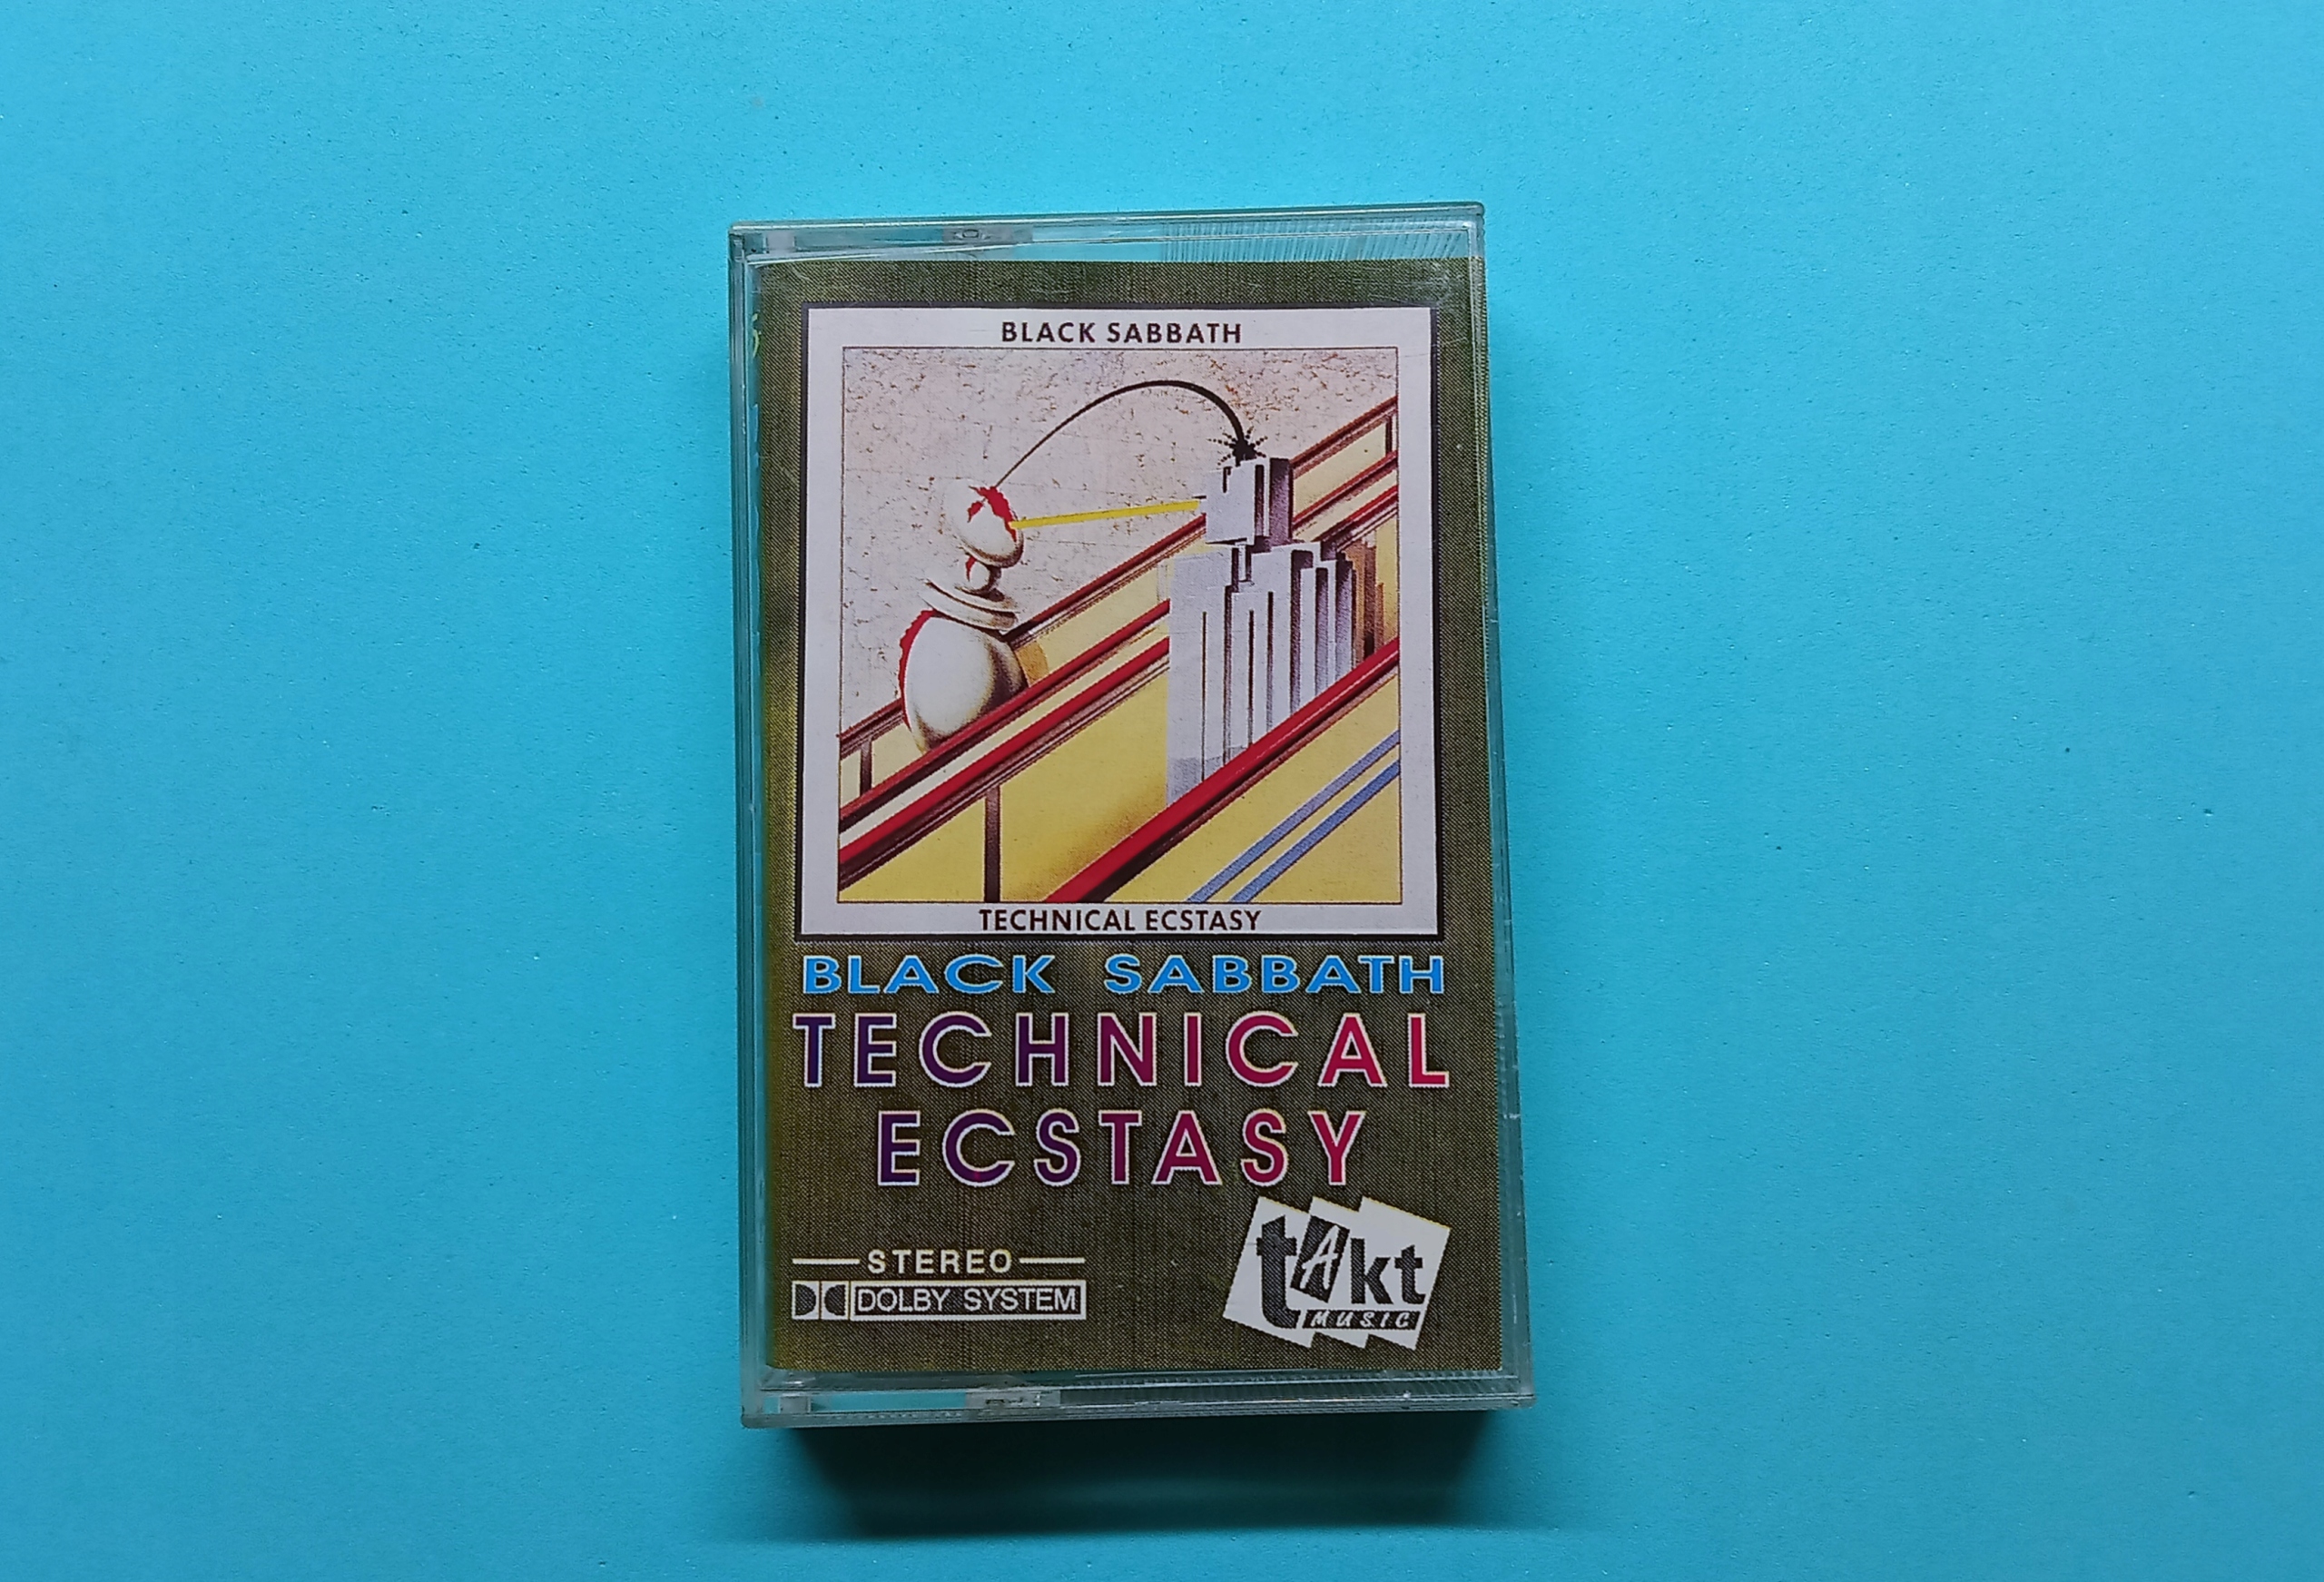 BLACK SABBATH
TECHNICAL ECSTASY
BLACK SABBATH
TECHNICAL
ECSTASY
STEREO
DOLBY SYSTEM
tAkt
MUSIC